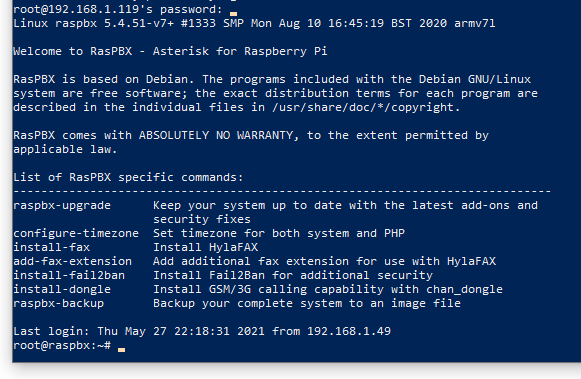 root@192.168.1.119's password:
Linux raspbx 5.4.51-v7+ #1333 SMP Mon Aug 10 16:45:19 BST 2020 armv7l
Welcome to RasPBX - Asterisk for Raspberry Pi
RasPBX is based on Debian. The programs included with the Debian GNU/Linux
system are free software; the exact distribution terms for each program are
described in the individual files in /usr/share/doc/*/copyright.
RasPBX comes with ABSOLUTELY NO WARRANTY, to the extent permitted by
applicable law.
List of RasPBX specific commands:
-----------------------------------------------------------------------------
raspbx-upgrade     Keep your system up to date with the latest add-ons and
                   security fixes
configure-timezone Set timezone for both system and PHP
install-fax        Install HylaFAX
add-fax-extension  Add additional fax extension for use with HylaFAX
install-fail2ban   Install Fail2Ban for additional security
install-dongle     Install GSM/3G calling capability with chan_dongle
raspbx-backup      Backup your complete system to an image file
Last login: Thu May 27 22:18:31 2021 from 192.168.1.49
root@raspbx:~#